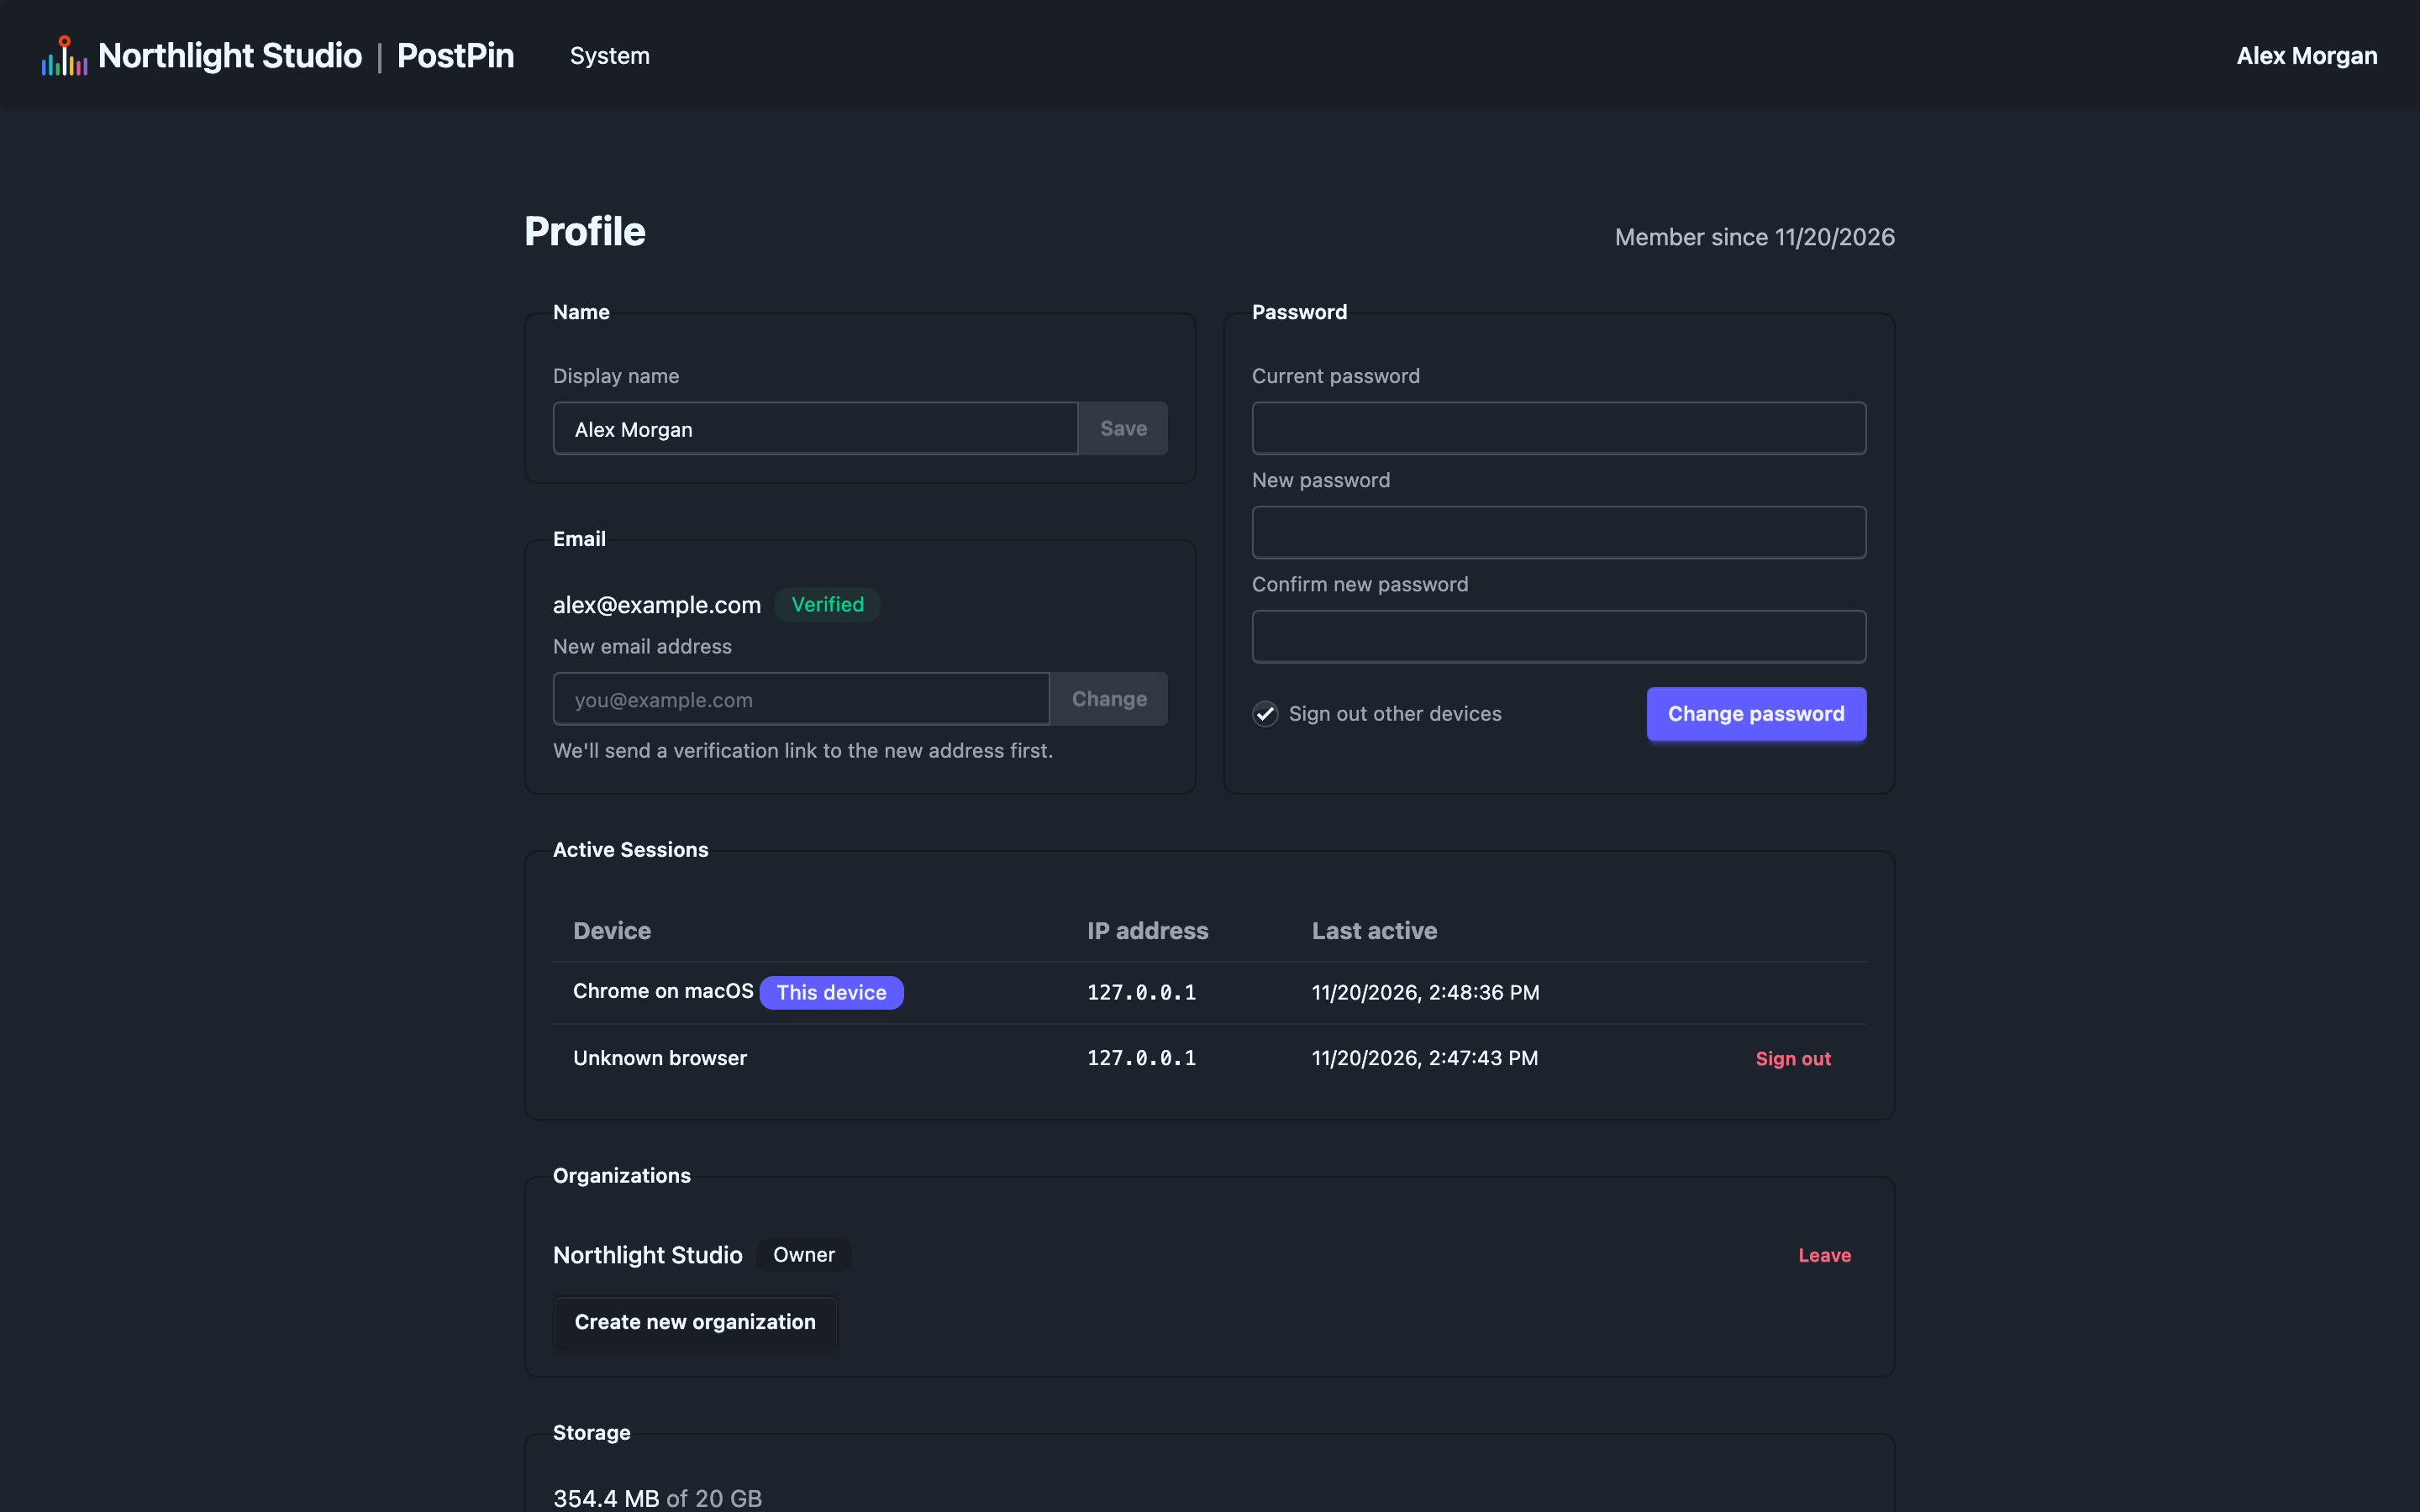 Northlight Studio | PostPin
System
Alex Morgan
Profile
Member since 11/20/2026
Name
Display name
Alex Morgan
Save
Email
alex@example.com
Verified
New email address
you@example.com
Change
We'll send a verification link to the new address first.
Password
Current password
New password
Confirm new password
Sign out other devices
Change password
Active Sessions
Device IP address Last active
Chrome on macOS This device 127.0.0.1 11/20/2026, 2:48:36 PM
Unknown browser 127.0.0.1 11/20/2026, 2:47:43 PM Sign out
Organizations
Northlight Studio Owner Leave
Create new organization
Storage
354.4 MB of 20 GB